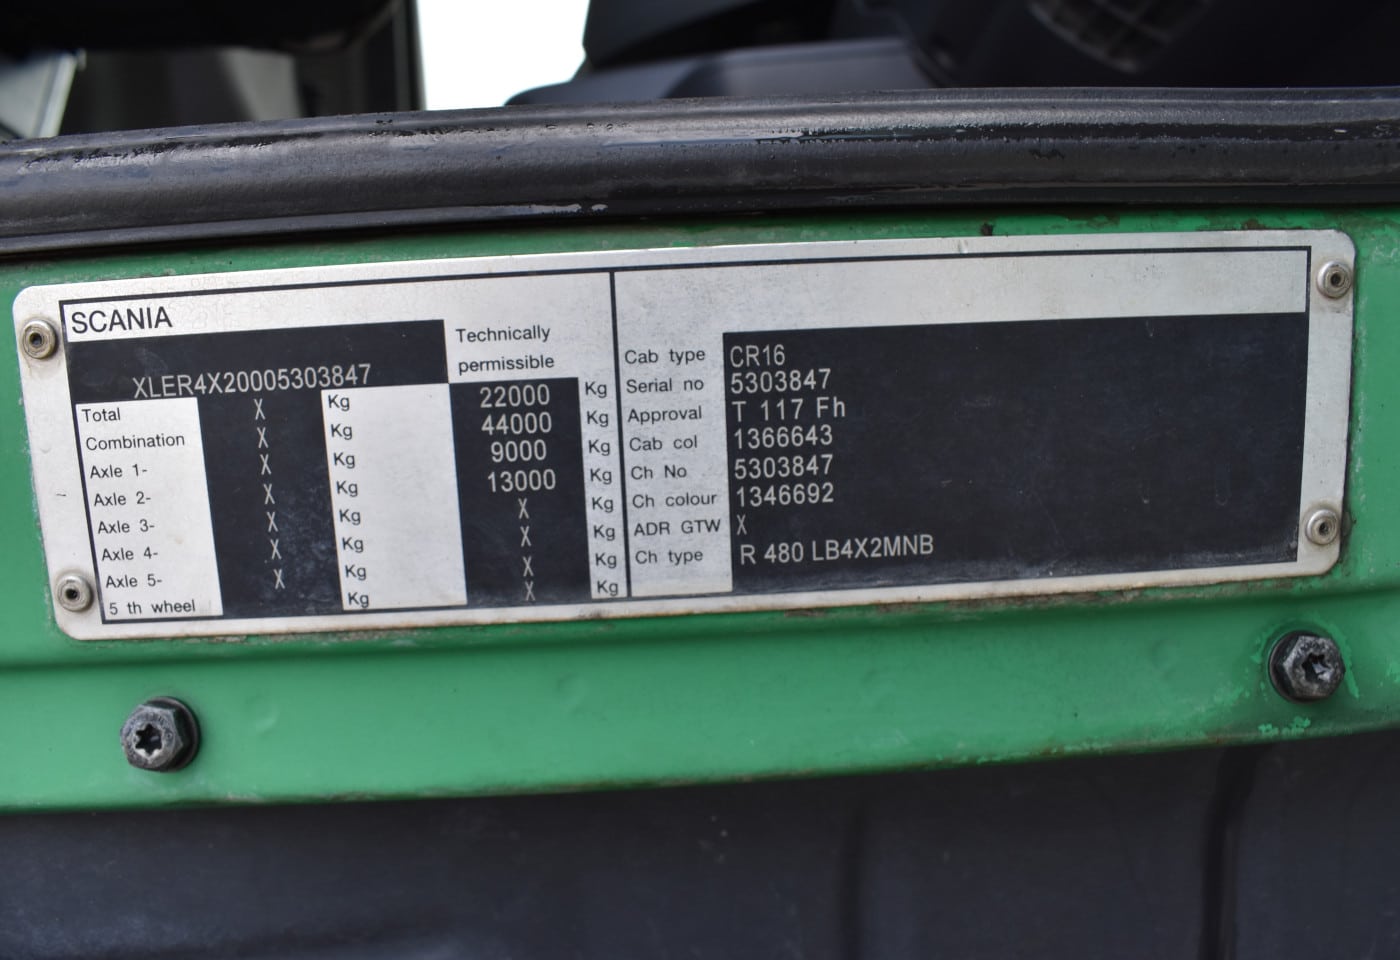 SCANIA
XLER4X20005303847
Technically
permissible
Total X Kg 22000 Kg
Combination X Kg 44000 Kg
Axle 1- X Kg 9000 Kg
Axle 2- X Kg 13000 Kg
Axle 3- X Kg X Kg
Axle 4- X Kg X Kg
Axle 5- X Kg X Kg
5 th wheel Kg X Kg
Cab type CR16
Serial no 5303847
Approval T 117 Fh
Cab col 1366643
Ch No 5303847
Ch colour 1346692
ADR GTW X
Ch type R 480 LB4X2MNB